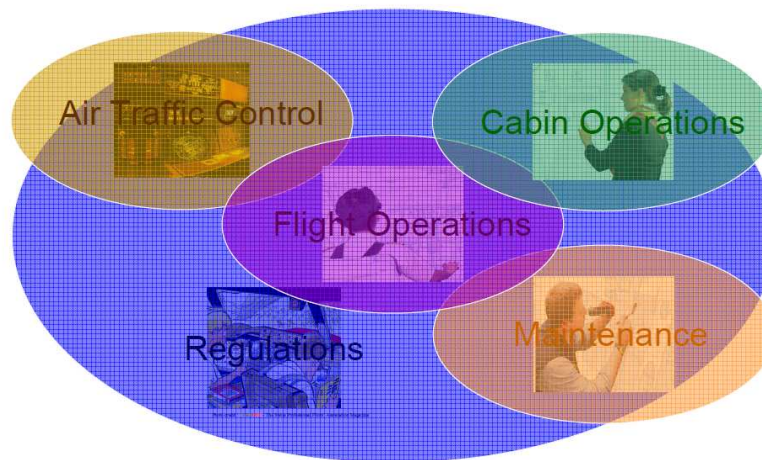 Air Traffic Control
Cabin Operations
Flight Operations
Maintenance
Regulations